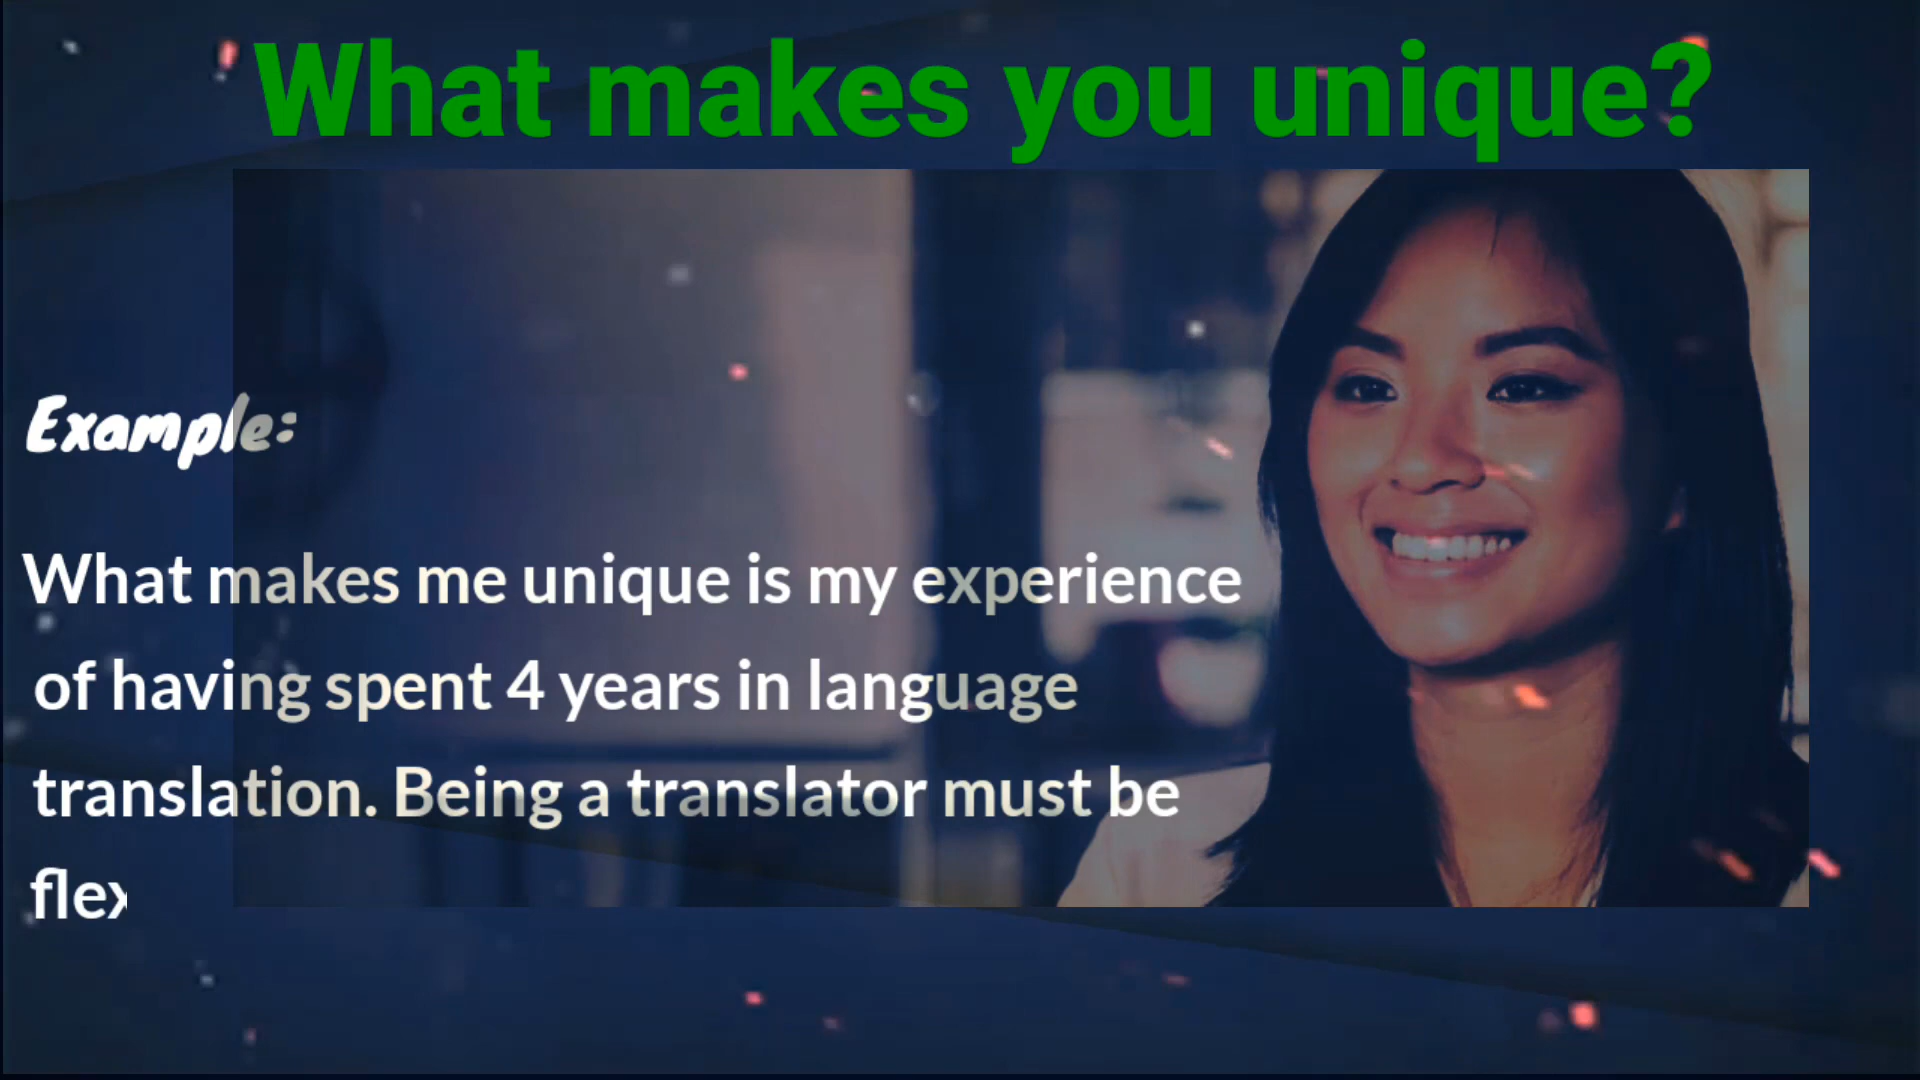 What makes you unique?
Example:
What makes me unique is my experience
of having spent 4 years in language
translation. Being a translator must be
flex